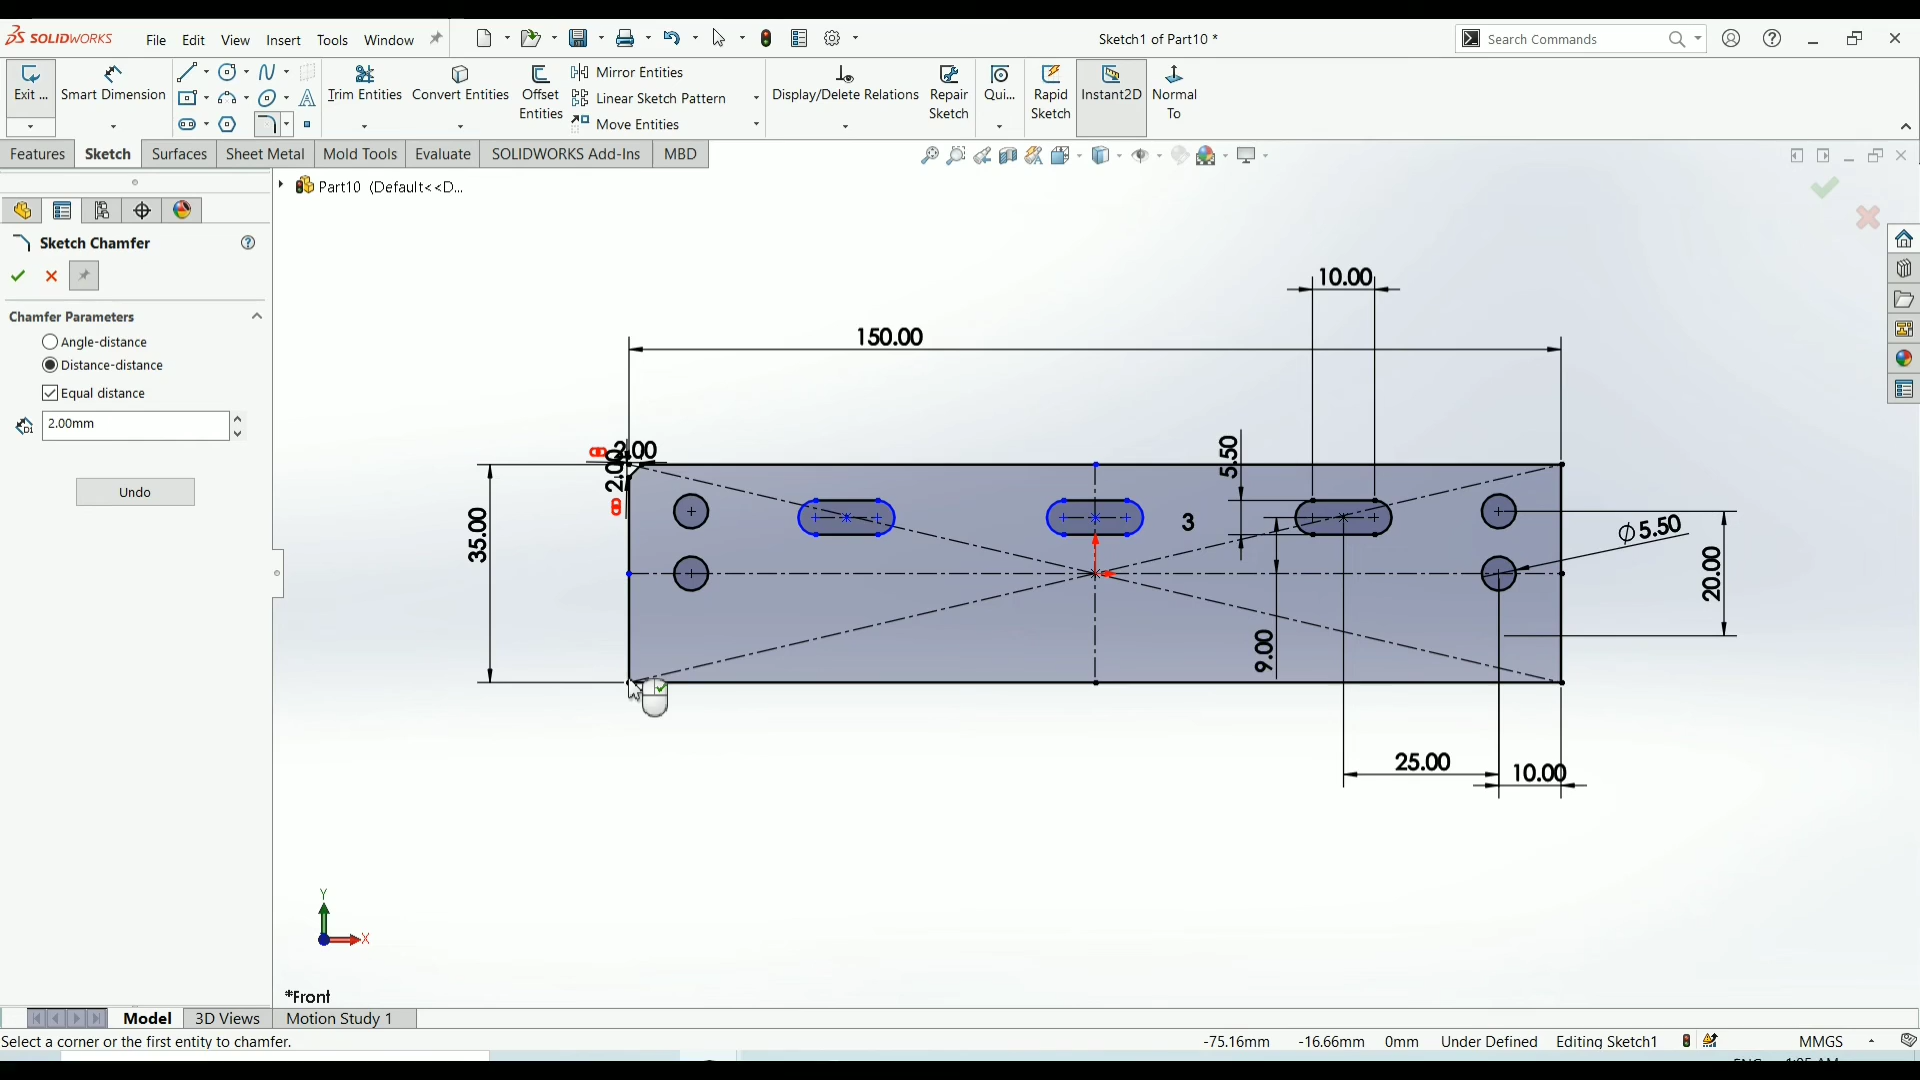 SOLIDWORKS File Edit View Insert Tools Window Sketch1 of Part10 * Search Commands
Exit ... Smart Dimension Trim Entities Convert Entities Offset Entities Mirror Entities Linear Sketch Pattern Move Entities Display/Delete Relations Repair Sketch Qui... Rapid Sketch Instant2D Normal To
Features Sketch Surfaces Sheet Metal Mold Tools Evaluate SOLIDWORKS Add-Ins MBD
Part10 (Default<<D...
Sketch Chamfer
Chamfer Parameters
Angle-distance
Distance-distance
Equal distance
2.00mm
Undo
10.00
150.00
2.00
2.00
5.50
35.00
3
Ø5.50
20.00
9.00
25.00
10.00
Y
X
*Front
Model 3D Views Motion Study 1
Select a corner or the first entity to chamfer. -75.16mm -16.66mm 0mm Under Defined Editing Sketch1 MMGS